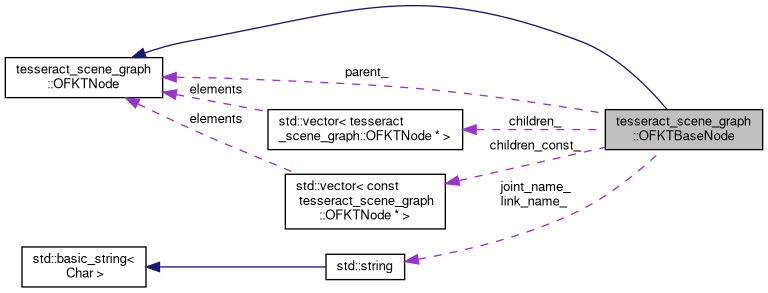 tesseract_scene_graph
::OFKTNode
parent_
elements
std::vector< tesseract
_scene_graph::OFKTNode * >
children_
tesseract_scene_graph
::OFKTBaseNode
elements
children_const_
std::vector< const
tesseract_scene_graph
::OFKTNode * >
joint_name_
link_name_
std::basic_string<
Char >
std::string